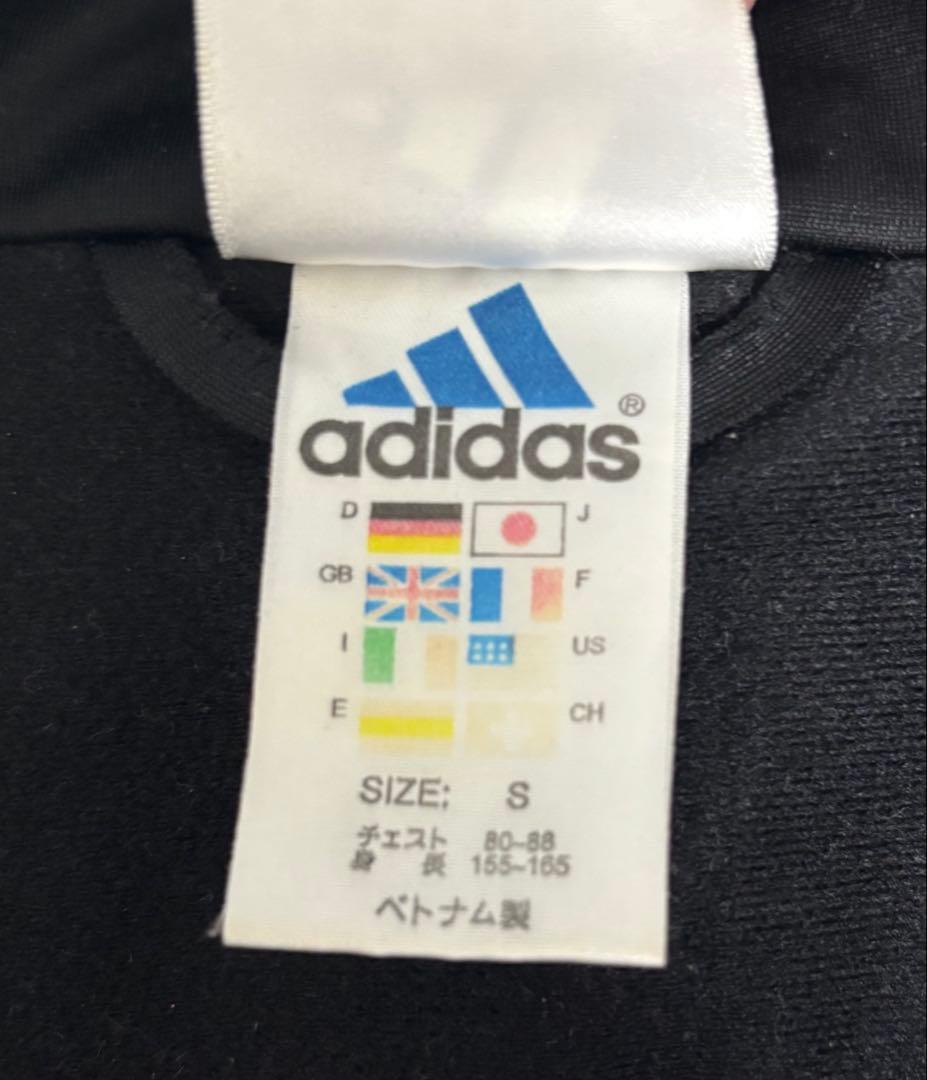 adidas®
D J
GB F
I US
E CH
SIZE: S
チェスト 80~88
身 長 155~165
ベトナム製